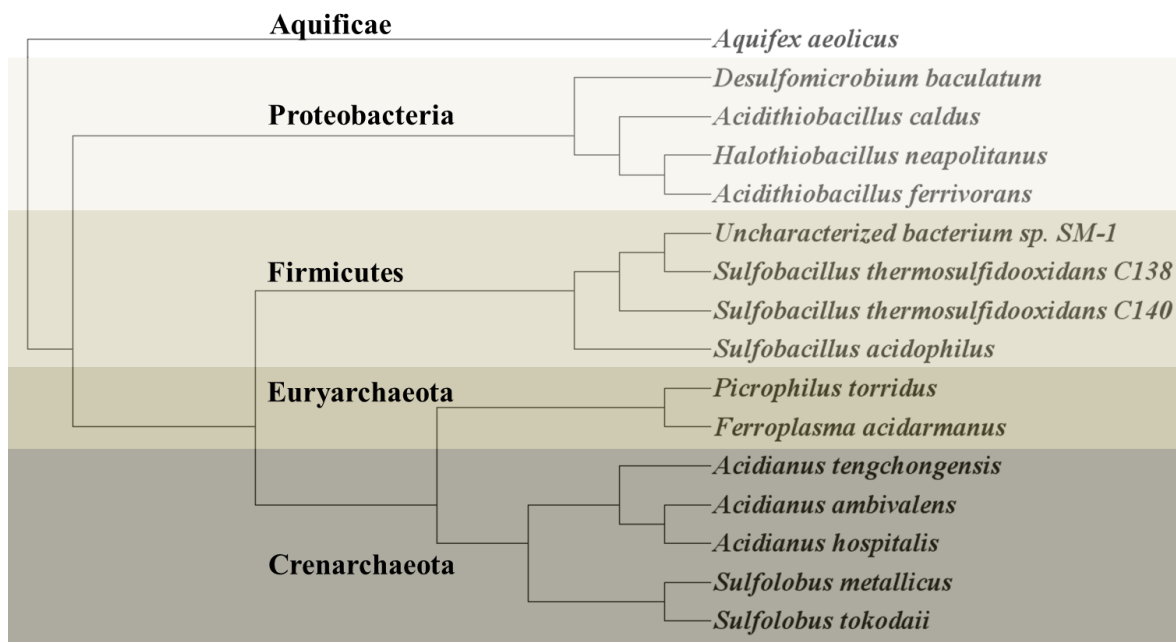 Aquificae
Aquifex aeolicus
Desulfomicrobium baculatum
Proteobacteria
Acidithiobacillus caldus
Halothiobacillus neapolitanus
Acidithiobacillus ferrivorans
Uncharacterized bacterium sp. SM-1
Firmicutes
Sulfobacillus thermosulfidooxidans C138
Sulfobacillus thermosulfidooxidans C140
Sulfobacillus acidophilus
Euryarchaeota
Picrophilus torridus
Ferroplasma acidarmanus
Acidianus tengchongensis
Acidianus ambivalens
Acidianus hospitalis
Crenarchaeota
Sulfolobus metallicus
Sulfolobus tokodaii